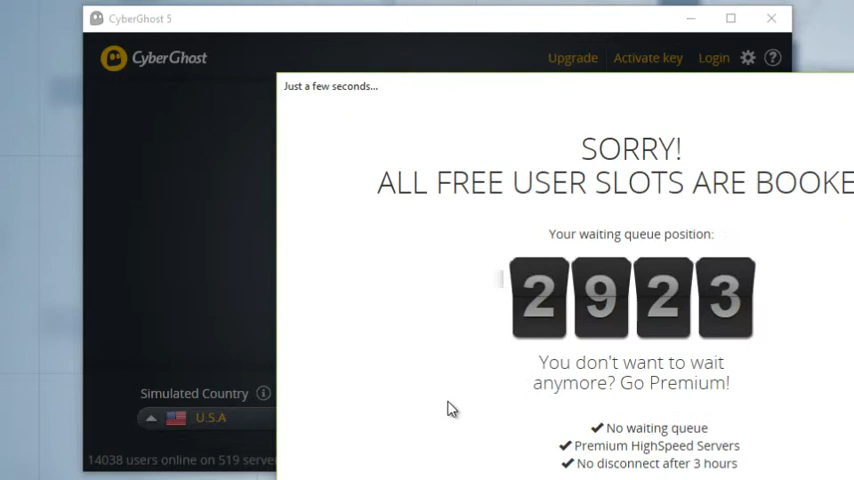 CyberGhost 5
CyberGhost
Upgrade Activate key Login
Just a few seconds...
SORRY!
ALL FREE USER SLOTS ARE BOOKE
Your waiting queue position:
2923
You don't want to wait
anymore? Go Premium!
No waiting queue
Premium HighSpeed Servers
No disconnect after 3 hours
Simulated Country
U.S.A
14038 users online on 519 serve